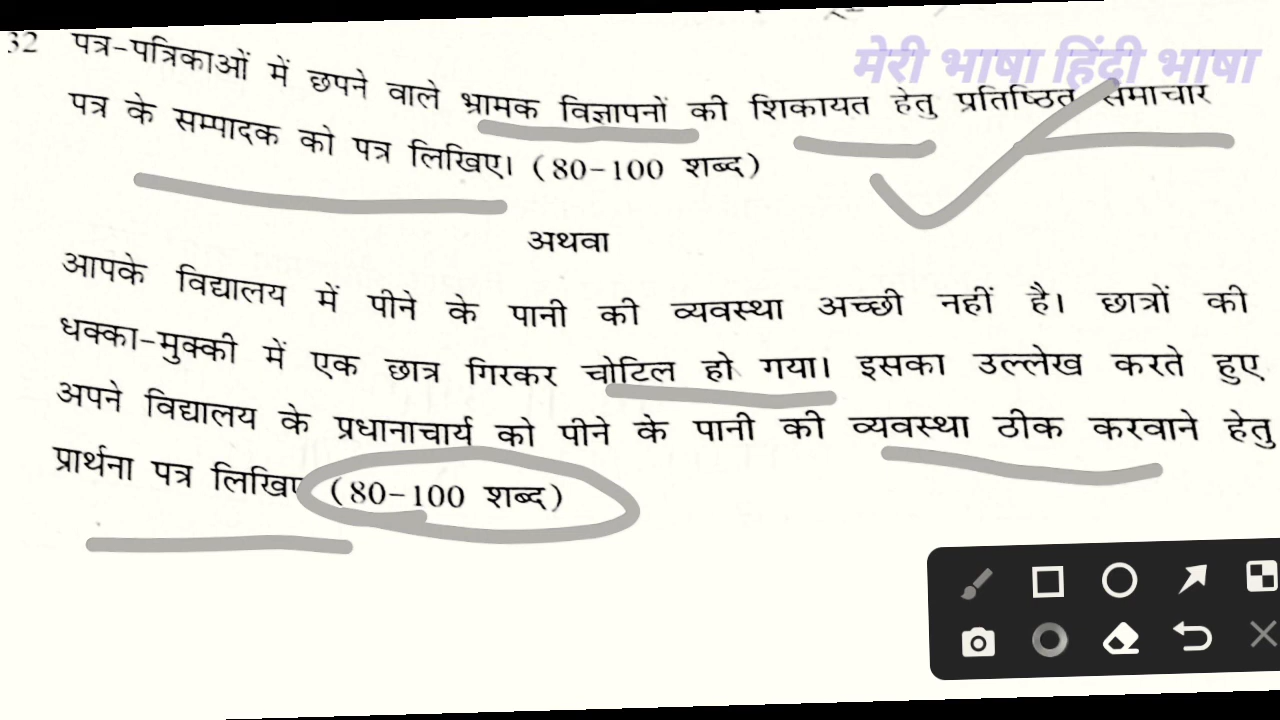 मेरी भाषा हिंदी भाषा
32 पत्र-पत्रिकाओं में छपने वाले भ्रामक विज्ञापनों की शिकायत हेतु प्रतिष्ठित समाचार
पत्र के सम्पादक को पत्र लिखिए। (80-100 शब्द)
अथवा
आपके विद्यालय में पीने के पानी की व्यवस्था अच्छी नहीं है। छात्रों की
धक्का-मुक्की में एक छात्र गिरकर चोटिल हो गया। इसका उल्लेख करते हुए
अपने विद्यालय के प्रधानाचार्य को पीने के पानी की व्यवस्था ठीक करवाने हेतु
प्रार्थना पत्र लिखिए (80-100 शब्द)